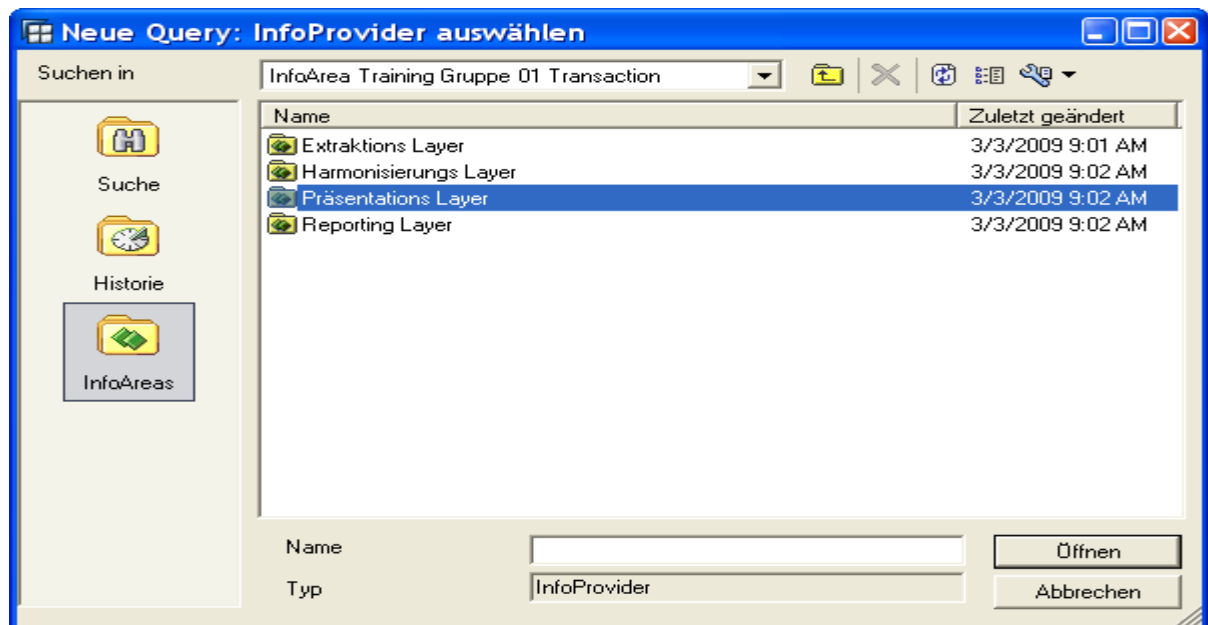 Neue Query: InfoProvider auswählen
Suchen in
InfoArea Training Gruppe 01 Transaction
Suche
Historie
InfoAreas
Name Zuletzt geändert
Extraktions Layer 3/3/2009 9:01 AM
Harmonisierungs Layer 3/3/2009 9:02 AM
Präsentations Layer 3/3/2009 9:02 AM
Reporting Layer 3/3/2009 9:02 AM
Name
Öffnen
Typ InfoProvider
Abbrechen